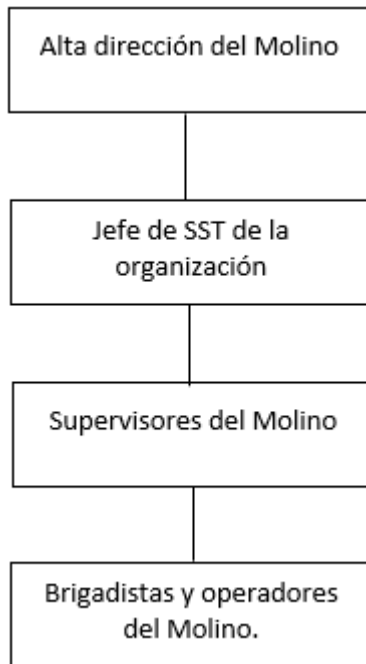 Alta dirección del Molino
Jefe de SST de la
organización
Supervisores del Molino
Brigadistas y operadores
del Molino.